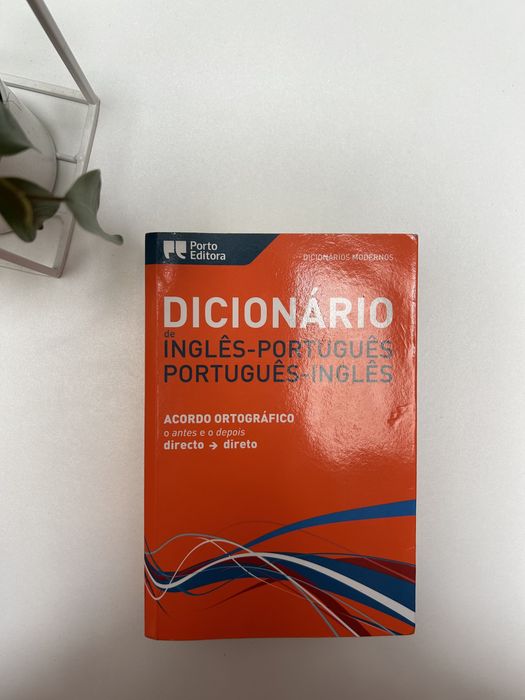 Porto
Editora
DICIONÁRIOS MODERNOS
DICIONÁRIO
de
INGLÊS-PORTUGUÊS
PORTUGUÊS-INGLÊS
ACORDO ORTOGRÁFICO
o antes e o depois
directo → direto